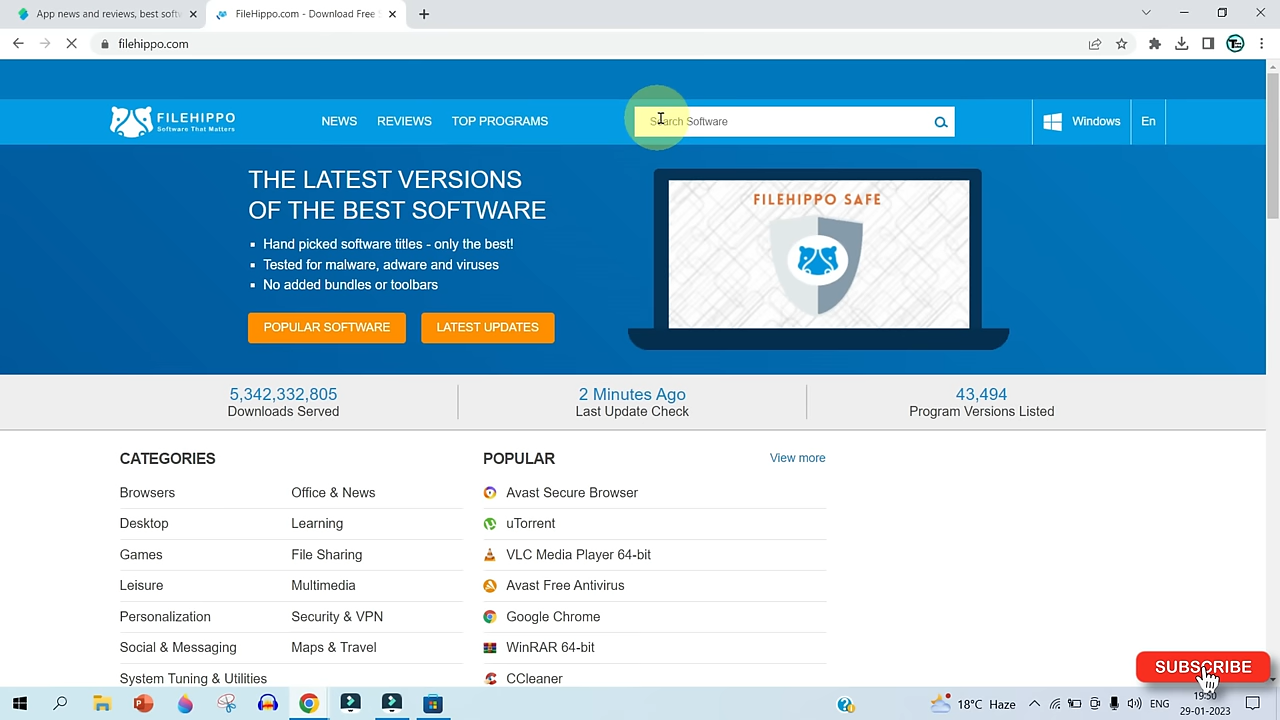 App news and reviews, best soft
FileHippo.com - Download Free S
filehippo.com
FILEHIPPO
Software That Matters
NEWS
REVIEWS
TOP PROGRAMS
Search Software
Windows
En
THE LATEST VERSIONS
OF THE BEST SOFTWARE
Hand picked software titles - only the best!
Tested for malware, adware and viruses
No added bundles or toolbars
POPULAR SOFTWARE
LATEST UPDATES
FILEHIPPO SAFE
5,342,332,805
Downloads Served
2 Minutes Ago
Last Update Check
43,494
Program Versions Listed
CATEGORIES
Browsers
Office & News
Desktop
Learning
Games
File Sharing
Leisure
Multimedia
Personalization
Security & VPN
Social & Messaging
Maps & Travel
System Tuning & Utilities
POPULAR
View more
Avast Secure Browser
uTorrent
VLC Media Player 64-bit
Avast Free Antivirus
Google Chrome
WinRAR 64-bit
CCleaner
SUBSCRIBE
18°C Haze
ENG
19:50
29-01-2023